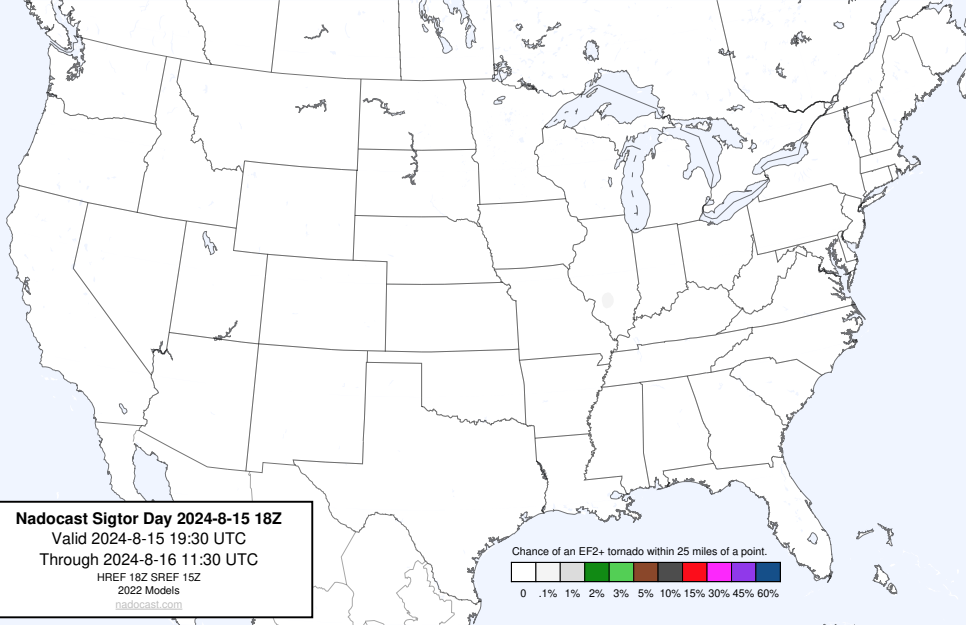 Nadocast Sigtor Day 2024-8-15 18Z
Valid 2024-8-15 19:30 UTC
Through 2024-8-16 11:30 UTC
HREF 18Z SREF 15Z
2022 Models
nadocast.com
Chance of an EF2+ tornado within 25 miles of a point.
0 .1% 1% 2% 3% 5% 10% 15% 30% 45% 60%